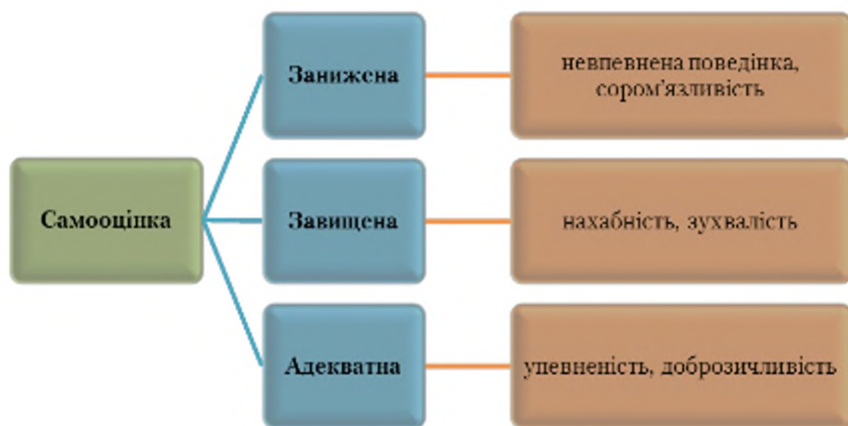 Самооцінка
Занижена
невпевнена поведінка,
сором'язливість
Завищена
нахабність, зухвалість
Адекватна
упевненість, доброзичливість